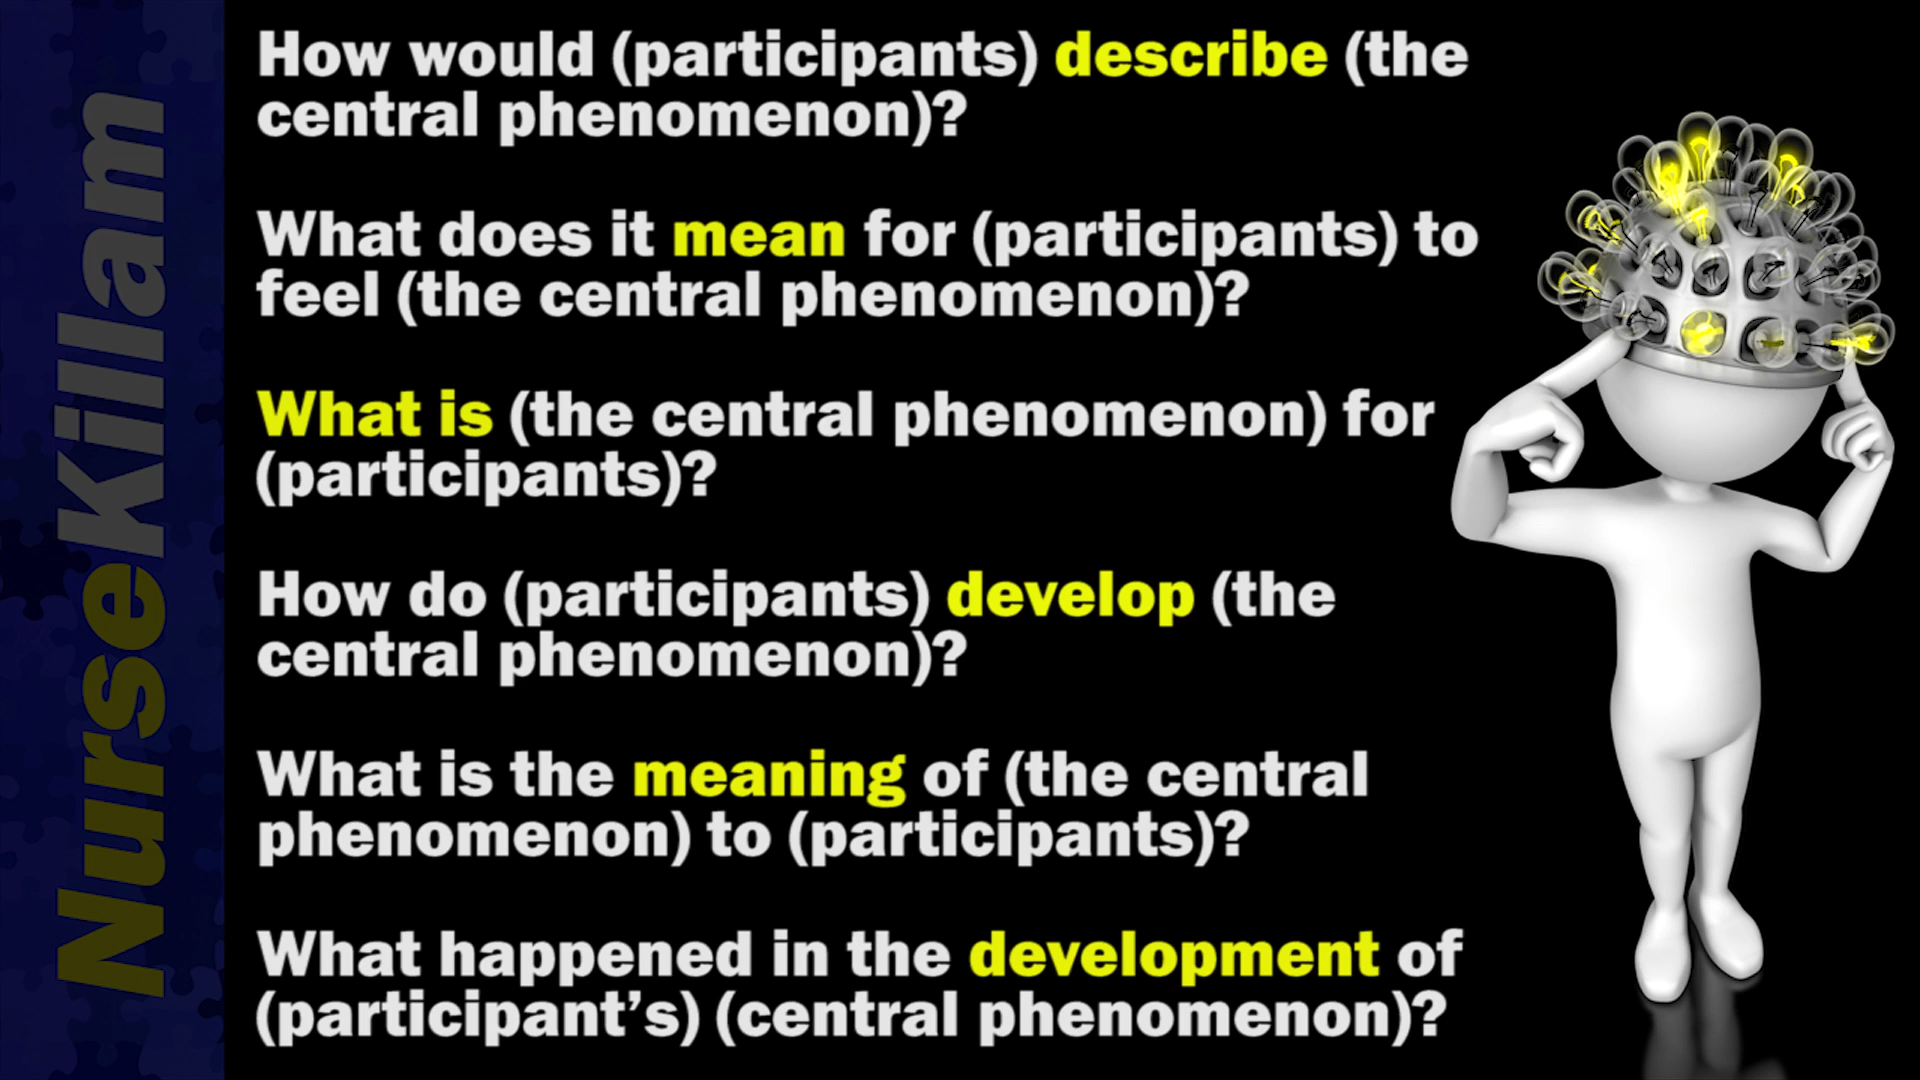 NurseKillam
How would (participants) describe (the
central phenomenon)?
What does it mean for (participants) to
feel (the central phenomenon)?
What is (the central phenomenon) for
(participants)?
How do (participants) develop (the
central phenomenon)?
What is the meaning of (the central
phenomenon) to (participants)?
What happened in the development of
(participant’s) (central phenomenon)?